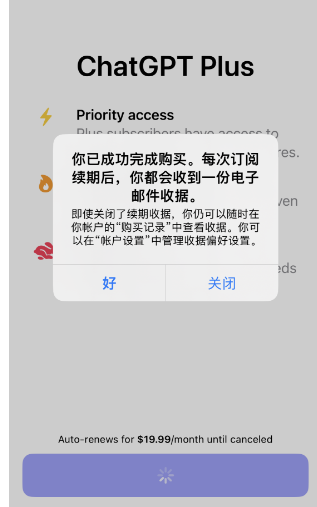 ChatGPT Plus
Priority access
Plus subscribers have access to
res.
你已成功完成购买。每次订阅
续期后，你都会收到一份电子
邮件收据。
ven
即使关闭了续期收据，你仍可以随时在
你帐户的“购买记录”中查看收据。你可
以在“帐户设置”中管理收据偏好设置。
eds
好
关闭
Auto-renews for $19.99/month until canceled